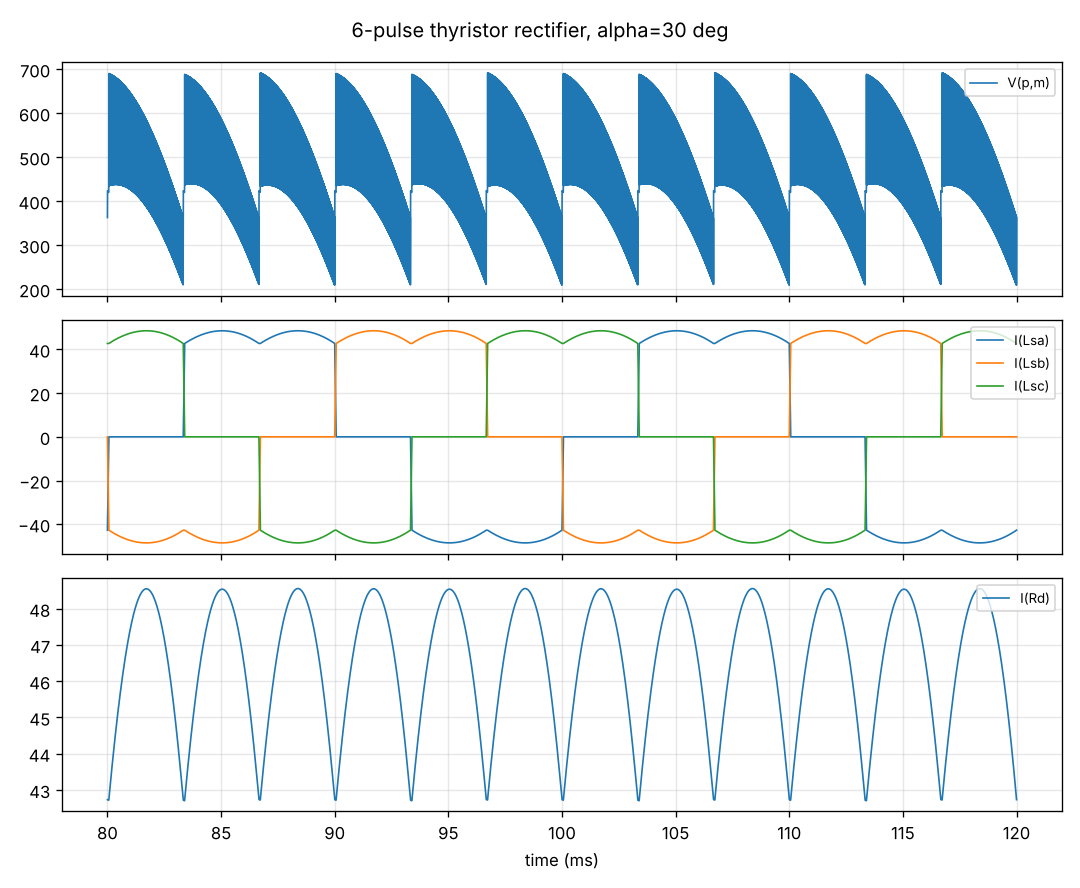 6-pulse thyristor rectifier, alpha=30 deg
700
600
500
400
300
200
V(p,m)
40
20
0
−20
−40
I(Lsa)
I(Lsb)
I(Lsc)
48
47
46
45
44
43
I(Rd)
80 85 90 95 100 105 110 115 120
time (ms)